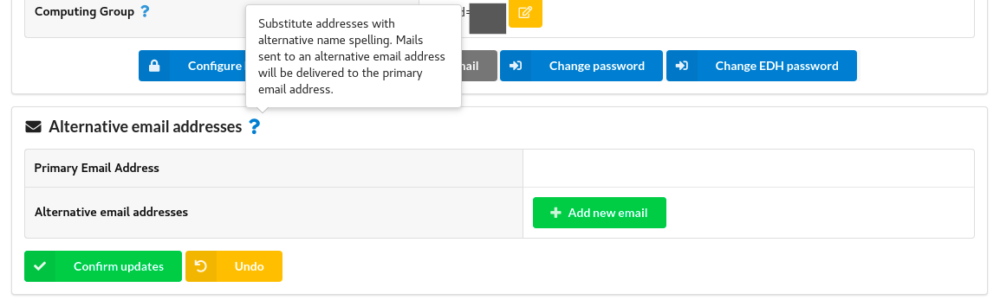 Computing Group ?
Substitute addresses with
alternative name spelling. Mails
sent to an alternative email address
will be delivered to the primary
email address.
Configure
Change password
Change EDH password
Alternative email addresses ?
Primary Email Address
Alternative email addresses
Add new email
Confirm updates
Undo